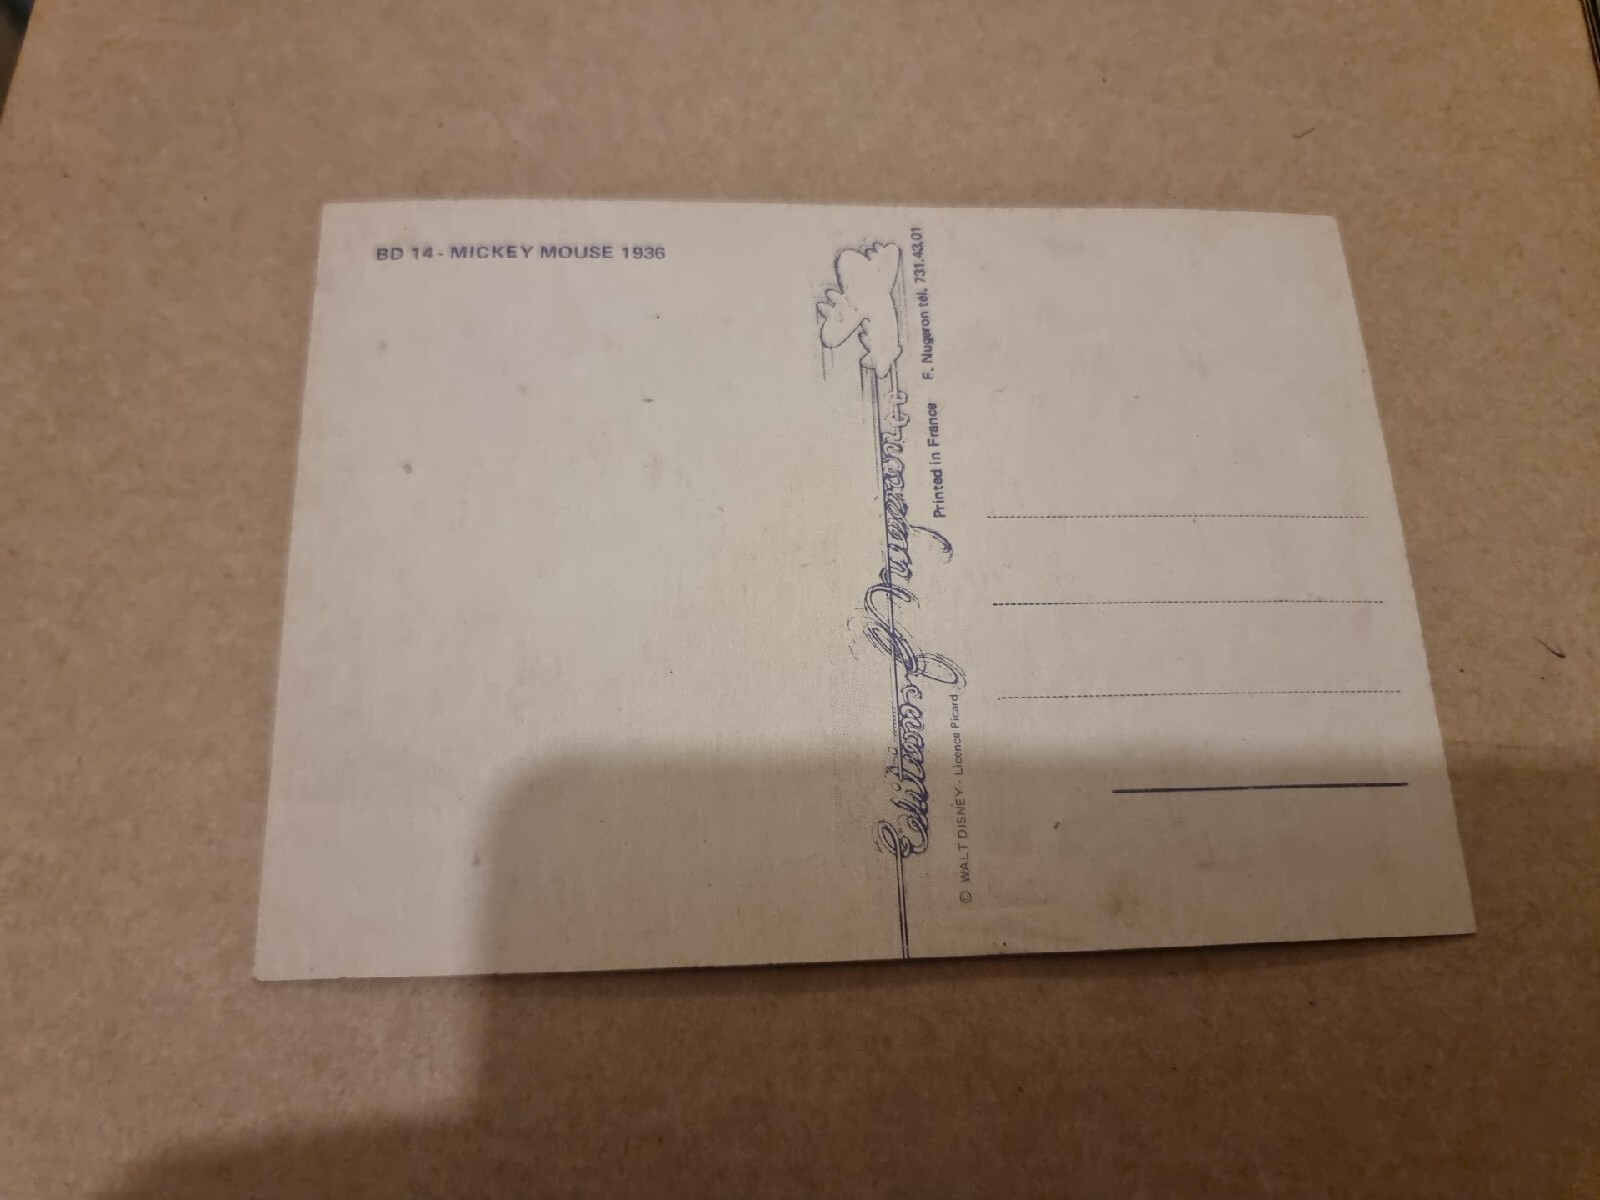 BD 14 - MICKEY MOUSE 1936
Editions Nugeron
Printed in France F. Nugeron tél. 731.43.01
© WALT DISNEY - Licence Picard